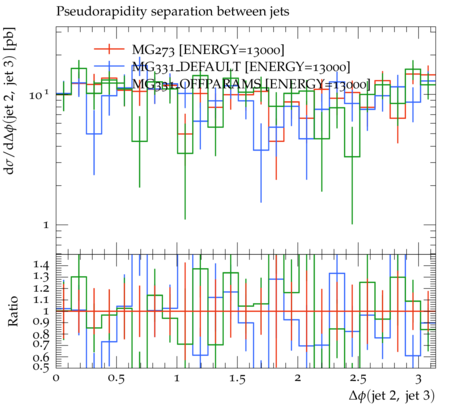 Pseudorapidity separation between jets
MG273 [ENERGY=13000]
MG331_DEFAULT [ENERGY=13000]
MG331_OFFPARAMS [ENERGY=13000]
dσ/dΔϕ(jet 2, jet 3) [pb]
10¹
1
Ratio
1.4
1.3
1.2
1.1
1
0.9
0.8
0.7
0.6
0.5
0 0.5 1 1.5 2 2.5 3
Δϕ(jet 2, jet 3)